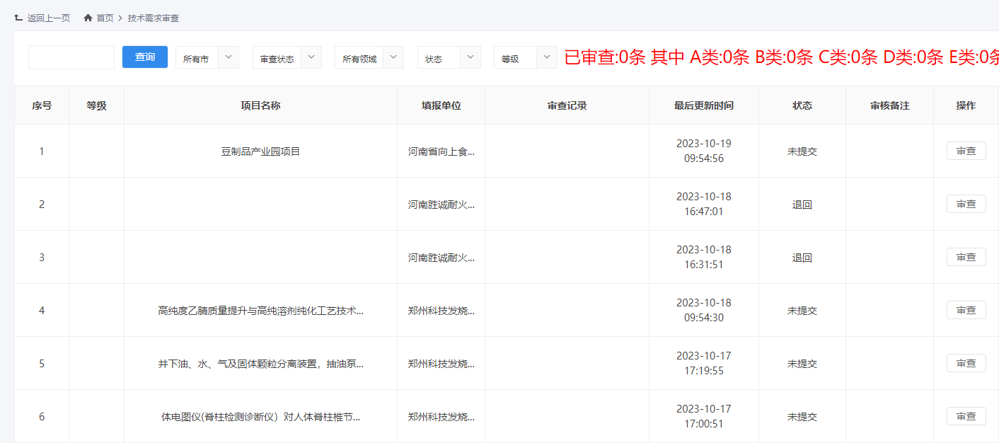 返回上一页 首页 > 技术需求审查
查询 所有市 审查状态 所有领域 状态 等级 已审查:0条 其中 A类:0条 B类:0条 C类:0条 D类:0条 E类:0条
序号 等级 项目名称 填报单位 审查记录 最后更新时间 状态 审核备注 操作
1 豆制品产业园项目 河南省向上食... 2023-10-19 未提交 审查
09:54:56
2 河南胜诚耐火... 2023-10-18 退回 审查
16:47:01
3 河南胜诚耐火... 2023-10-18 退回 审查
16:31:51
4 高纯度乙腈质量提升与高纯溶剂纯化工艺技术... 郑州科技发烧... 2023-10-18 未提交 审查
09:54:30
5 井下油、水、气及固体颗粒分离装置，抽油泵... 郑州科技发烧... 2023-10-17 未提交 审查
17:19:55
6 体电图仪(脊柱检测诊断仪）对人体脊柱椎节... 郑州科技发烧... 2023-10-17 未提交 审查
17:00:51